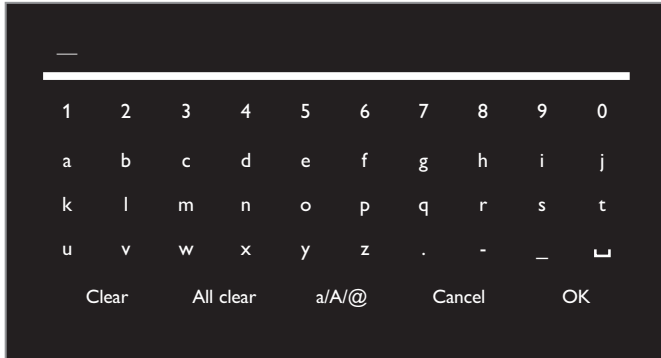 _
1 2 3 4 5 6 7 8 9 0
a b c d e f g h i j
k l m n o p q r s t
u v w x y z . - _ ␣
Clear All clear a/A/@ Cancel OK